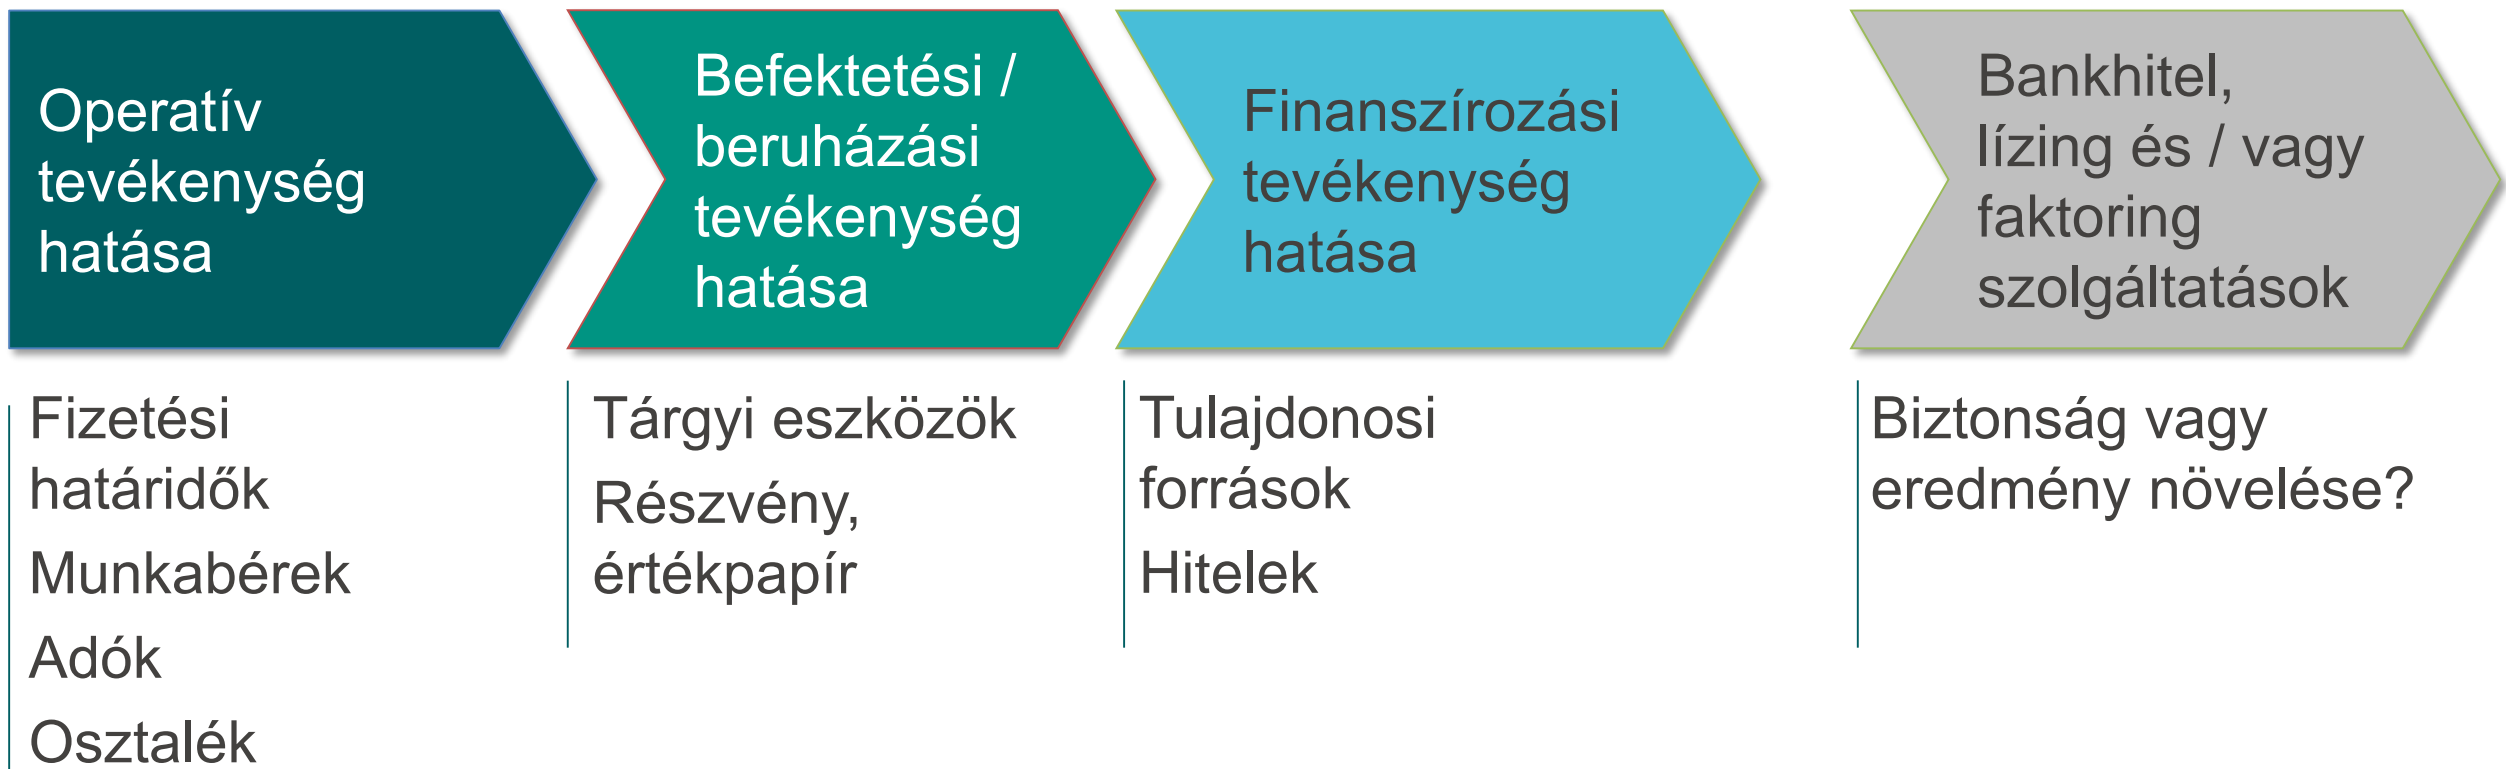 Operatív
tevékenység
hatása
Befektetési /
beruházási
tevékenység
hatása
Finanszírozási
tevékenység
hatása
Bankhitel,
lízing és / vagy
faktoring
szolgáltatások
Fizetési
határidők
Munkabérek
Adók
Osztalék
Tárgyi eszközök
Részvény,
értékpapír
Tulajdonosi
források
Hitelek
Biztonság vagy
eredmény növelése?